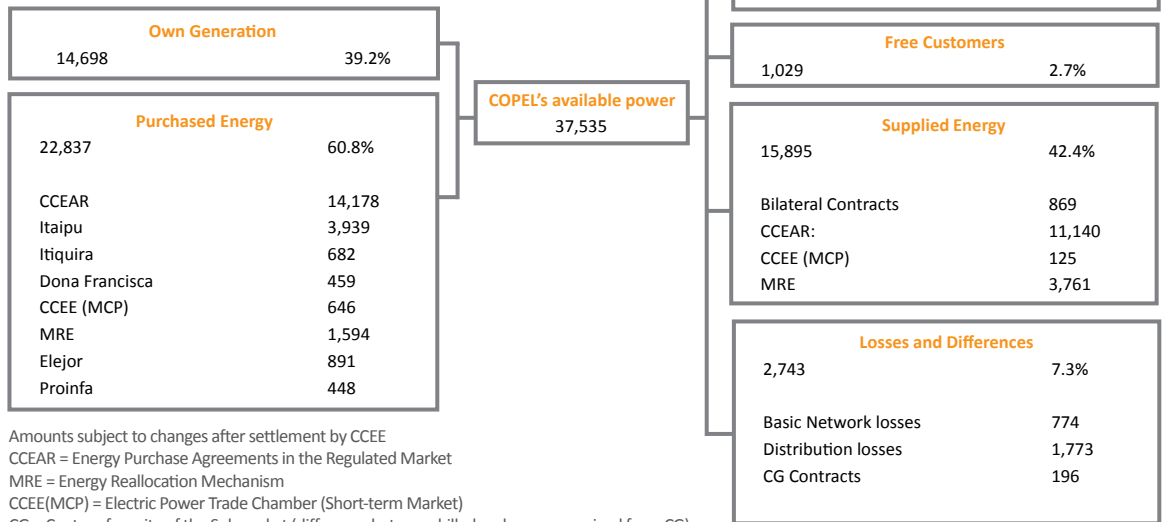 Own Generation
14,698 39.2%
Purchased Energy
22,837 60.8%
CCEAR 14,178
Itaipu 3,939
Itiquira 682
Dona Francisca 459
CCEE (MCP) 646
MRE 1,594
Elejor 891
Proinfa 448
COPEL's available power
37,535
Free Customers
1,029 2.7%
Supplied Energy
15,895 42.4%
Bilateral Contracts 869
CCEAR: 11,140
CCEE (MCP) 125
MRE 3,761
Losses and Differences
2,743 7.3%
Basic Network losses 774
Distribution losses 1,773
CG Contracts 196
Amounts subject to changes after settlement by CCEE
CCEAR = Energy Purchase Agreements in the Regulated Market
MRE = Energy Reallocation Mechanism
CCEE(MCP) = Electric Power Trade Chamber (Short-term Market)